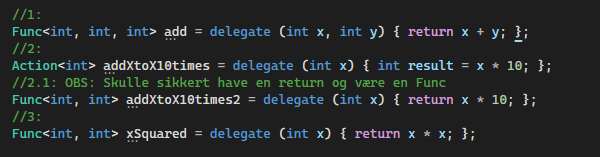 //1:
Func<int, int, int> add = delegate (int x, int y) { return x + y; };
//2:
Action<int> addXtoX10times = delegate (int x) { int result = x * 10; };
//2.1: OBS: Skulle sikkert have en return og være en Func
Func<int, int> addXtoX10times2 = delegate (int x) { return x * 10; };
//3:
Func<int, int> xSquared = delegate (int x) { return x * x; };